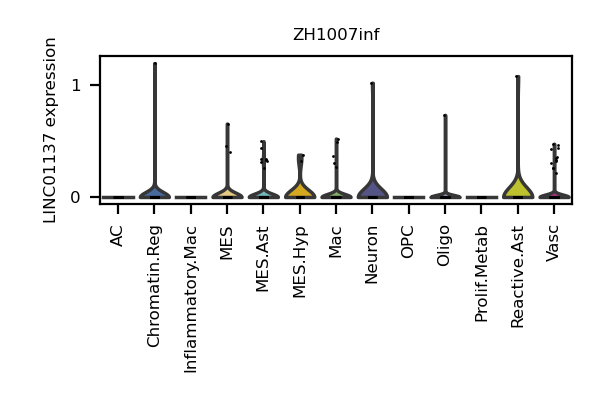 ZH1007inf
LINC01137 expression
1
0
AC
Chromatin.Reg
Inflammatory.Mac
MES
MES.Ast
MES.Hyp
Mac
Neuron
OPC
Oligo
Prolif.Metab
Reactive.Ast
Vasc